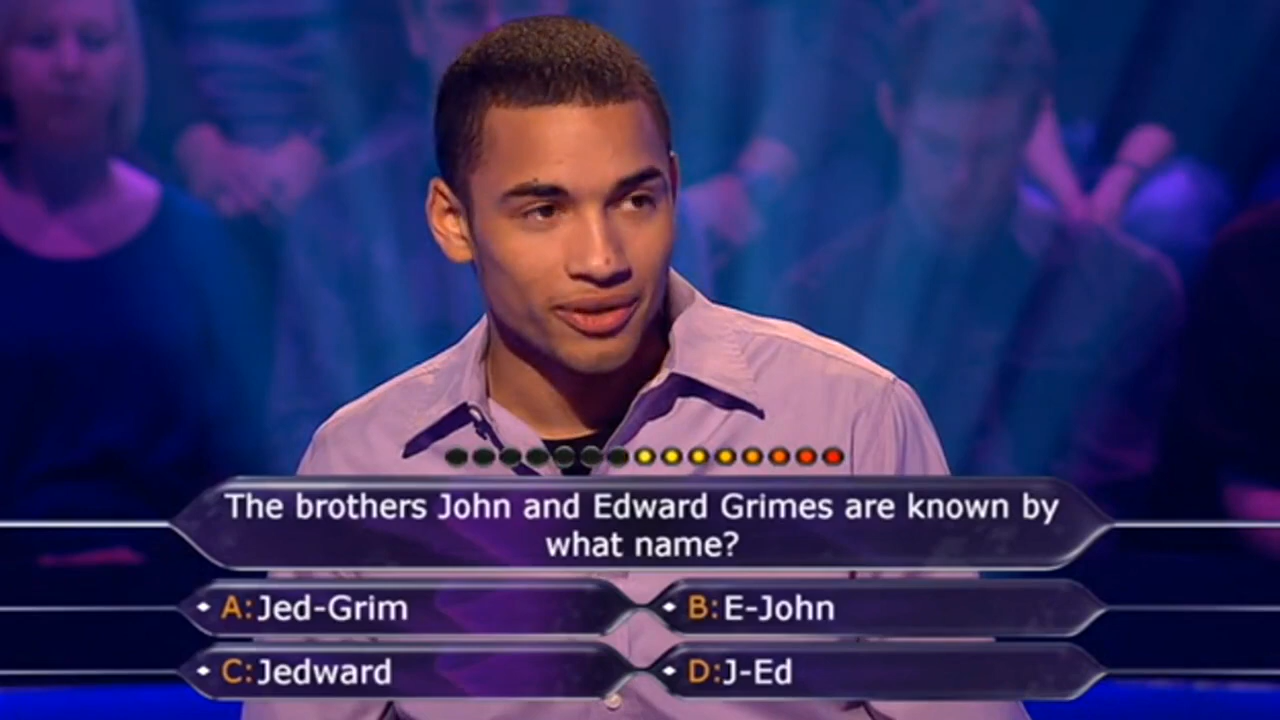 The brothers John and Edward Grimes are known by
what name?
A: Jed-Grim
B: E-John
C: Jedward
D: J-Ed